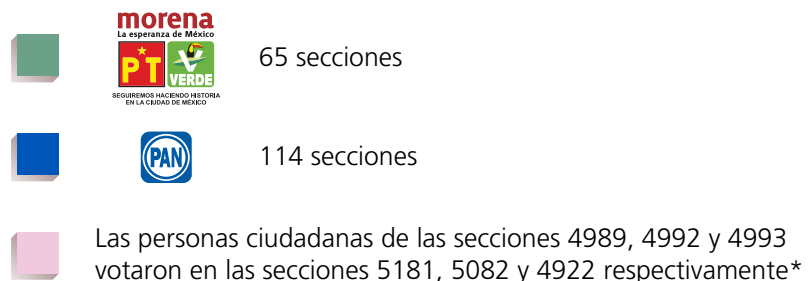 morena
La esperanza de México
PT VERDE
SEGUIREMOS HACIENDO HISTORIA
EN LA CIUDAD DE MÉXICO
65 secciones
PAN
114 secciones
Las personas ciudadanas de las secciones 4989, 4992 y 4993
votaron en las secciones 5181, 5082 y 4922 respectivamente*